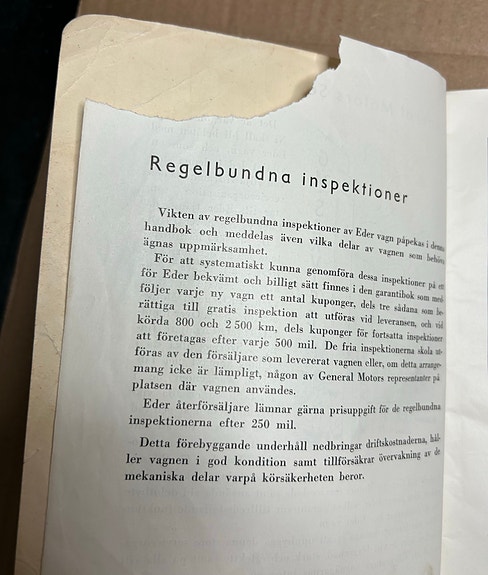 Regelbundna inspektioner
Vikten av regelbundna inspektioner av Eder vagn påpekas i denna
handbok och meddelas även vilka delar av vagnen som behöva
ägnas uppmärksamhet.
För att systematiskt kunna genomföra dessa inspektioner på ett
för Eder bekvämt och billigt sätt finnes i den garantibok som med-
följer varje ny vagn ett antal kuponger, dels tre sådana som be-
rättiga till gratis inspektion att utföras vid leveransen, och vid
körda 800 och 2 500 km, dels kuponger för fortsatta inspektioner
att företagas efter varje 500 mil. De fria inspektionerna skola ut-
föras av den försäljare som levererat vagnen eller, om detta arrange-
mang icke är lämpligt, någon av General Motors representanter på
platsen där vagnen användes.
Eder återförsäljare lämnar gärna prisuppgift för de regelbundna
inspektionerna efter 250 mil.
Detta förebyggande underhåll nedbringar driftskostnaderna, hål-
ler vagnen i god kondition samt tillförsäkrar övervakning av de
mekaniska delar varpå körsäkerheten beror.